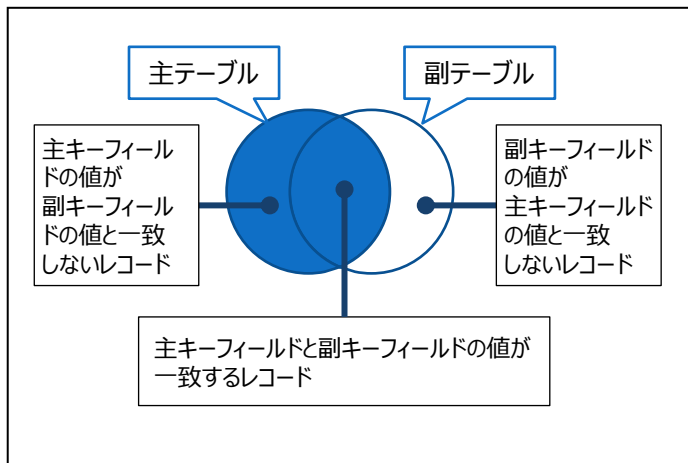 主テーブル
副テーブル
主キーフィール
ドの値が
副キーフィール
ドの値と一致
しないレコード
副キーフィールド
の値が
主キーフィールド
の値と一致
しないレコード
主キーフィールドと副キーフィールドの値が
一致するレコード